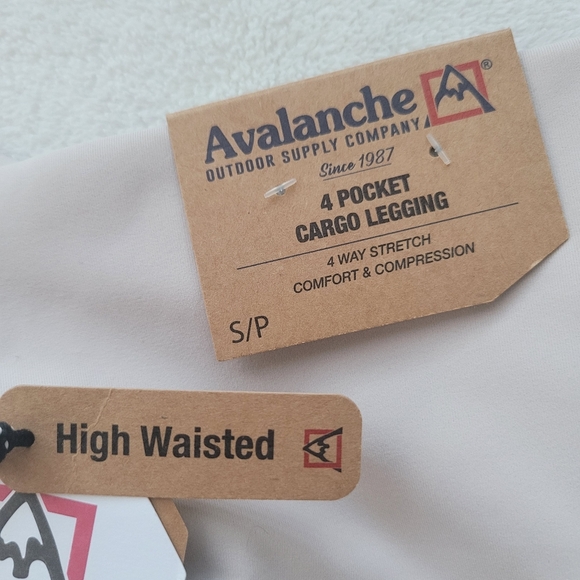 Avalanche®
OUTDOOR SUPPLY COMPANY
Since 1987
4 POCKET
CARGO LEGGING
4 WAY STRETCH
COMFORT & COMPRESSION
S/P
High Waisted